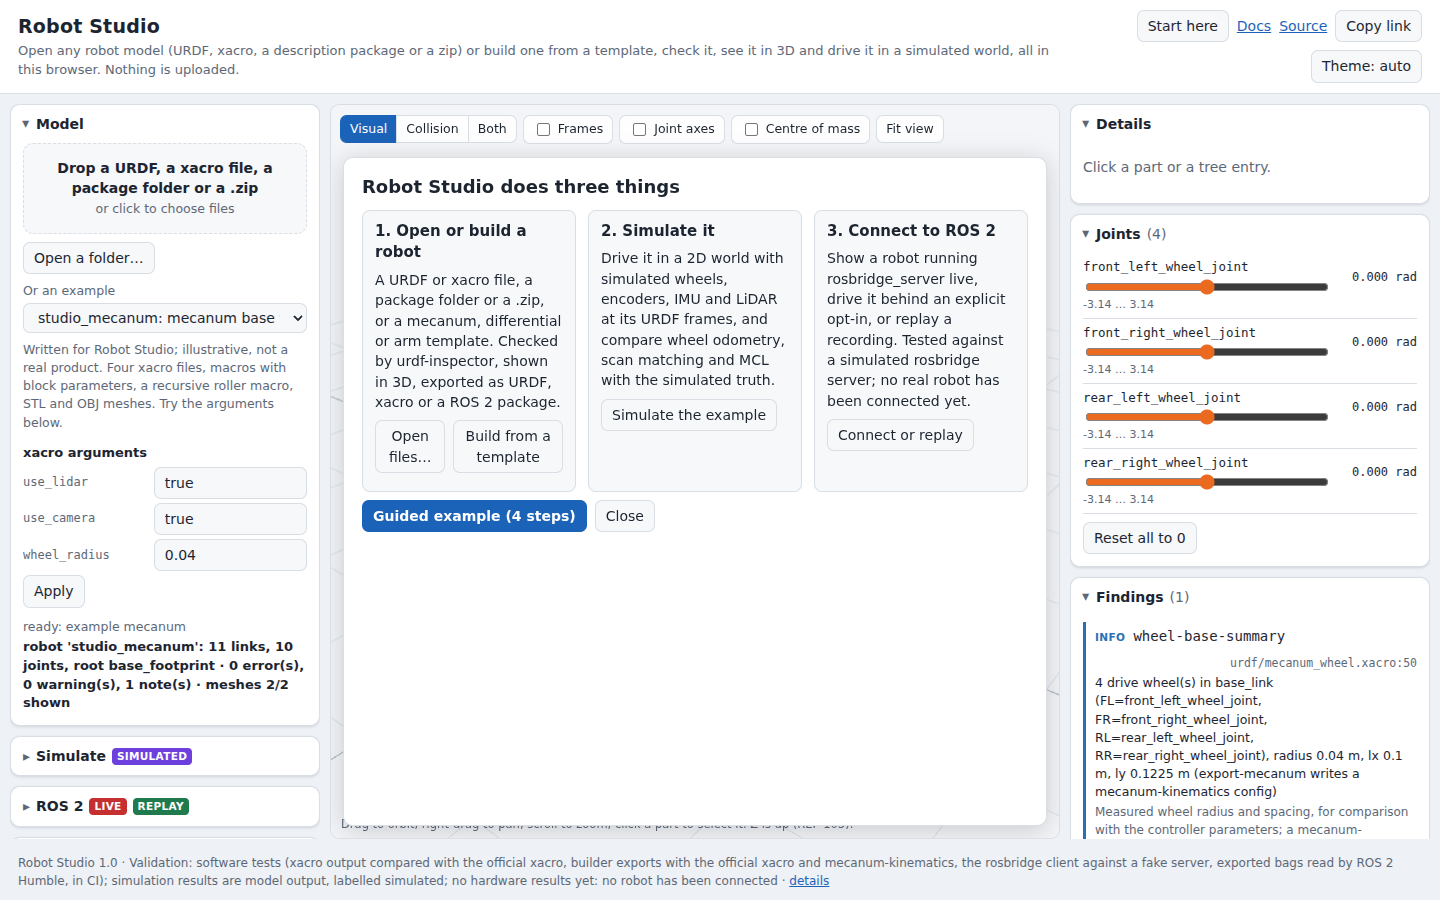 Robot Studio
Open any robot model (URDF, xacro, a description package or a zip) or build one from a template, check it, see it in 3D and drive it in a simulated world, all in
this browser. Nothing is uploaded.
Start here
Docs
Source
Copy link
Theme: auto
Model
Drop a URDF, a xacro file, a
package folder or a .zip
or click to choose files
Open a folder...
Or an example
studio_mecanum: mecanum base
Written for Robot Studio; illustrative, not a
real product. Four xacro files, macros with
block parameters, a recursive roller macro,
STL and OBJ meshes. Try the arguments
below.
xacro arguments
use_lidar
true
use_camera
true
wheel_radius
0.04
Apply
ready: example mecanum
robot 'studio_mecanum': 11 links, 10
joints, root base_footprint · 0 error(s),
0 warning(s), 1 note(s) · meshes 2/2
shown
Simulate SIMULATED
ROS 2 LIVE REPLAY
Visual
Collision
Both
Frames
Joint axes
Centre of mass
Fit view
Robot Studio does three things
1. Open or build a
robot
A URDF or xacro file, a
package folder or a .zip,
or a mecanum, differential
or arm template. Checked
by urdf-inspector, shown
in 3D, exported as URDF,
xacro or a ROS 2 package.
Open
files...
Build from a
template
2. Simulate it
Drive it in a 2D world with
simulated wheels,
encoders, IMU and LiDAR
at its URDF frames, and
compare wheel odometry,
scan matching and MCL
with the simulated truth.
Simulate the example
3. Connect to ROS 2
Show a robot running
rosbridge_server live,
drive it behind an explicit
opt-in, or replay a
recording. Tested against
a simulated rosbridge
server; no real robot has
been connected yet.
Connect or replay
Guided example (4 steps)
Close
Details
Click a part or a tree entry.
Joints (4)
front_left_wheel_joint
0.000 rad
-3.14 ... 3.14
front_right_wheel_joint
0.000 rad
-3.14 ... 3.14
rear_left_wheel_joint
0.000 rad
-3.14 ... 3.14
rear_right_wheel_joint
0.000 rad
-3.14 ... 3.14
Reset all to 0
Findings (1)
INFO wheel-base-summary
urdf/mecanum_wheel.xacro:50
4 drive wheel(s) in base_link
(FL=front_left_wheel_joint,
FR=front_right_wheel_joint,
RL=rear_left_wheel_joint,
RR=rear_right_wheel_joint), radius 0.04 m, lx 0.1
m, ly 0.1225 m (export-mecanum writes a
mecanum-kinematics config)
Measured wheel radius and spacing, for comparison
with the controller parameters; a mecanum-
Robot Studio 1.0 · Validation: software tests (xacro output compared with the official xacro, builder exports with the official xacro and mecanum-kinematics, the rosbridge client against a fake server, exported bags read by ROS 2
Humble, in CI); simulation results are model output, labelled simulated; no hardware results yet: no robot has been connected · details